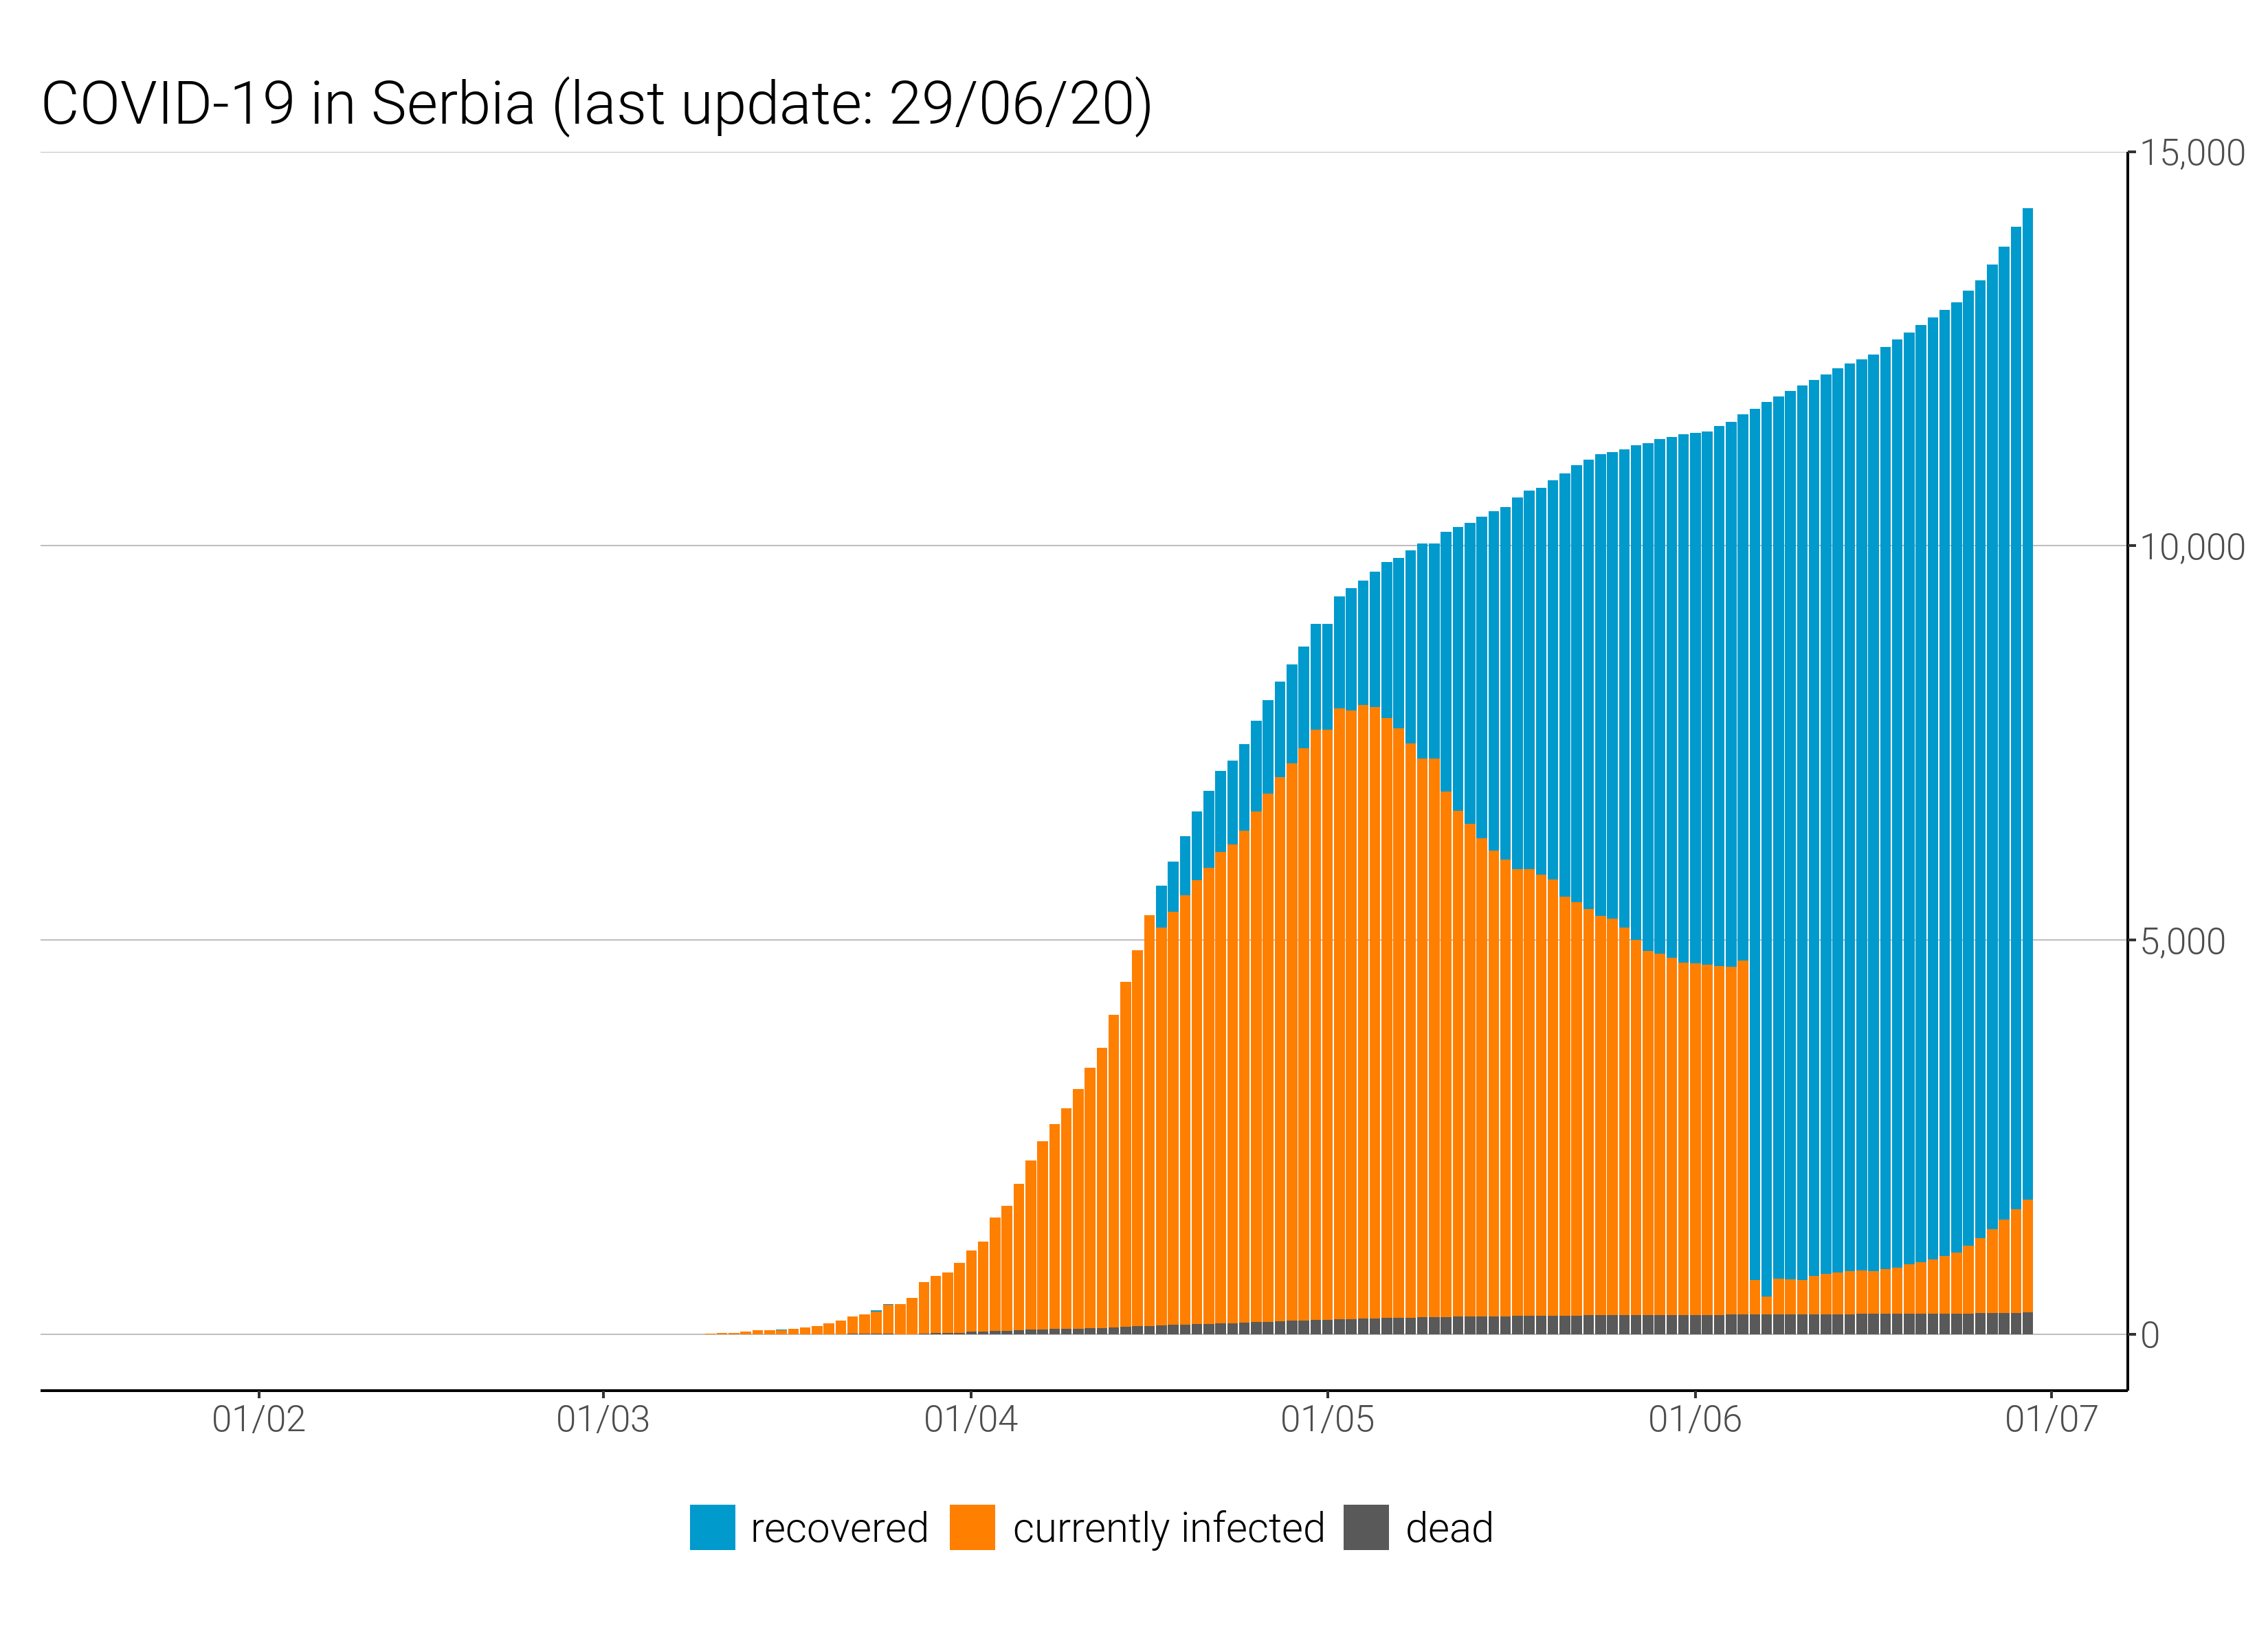 COVID-19 in Serbia (last update: 29/06/20)
15,000
10,000
5,000
0
01/02 01/03 01/04 01/05 01/06 01/07
recovered currently infected dead